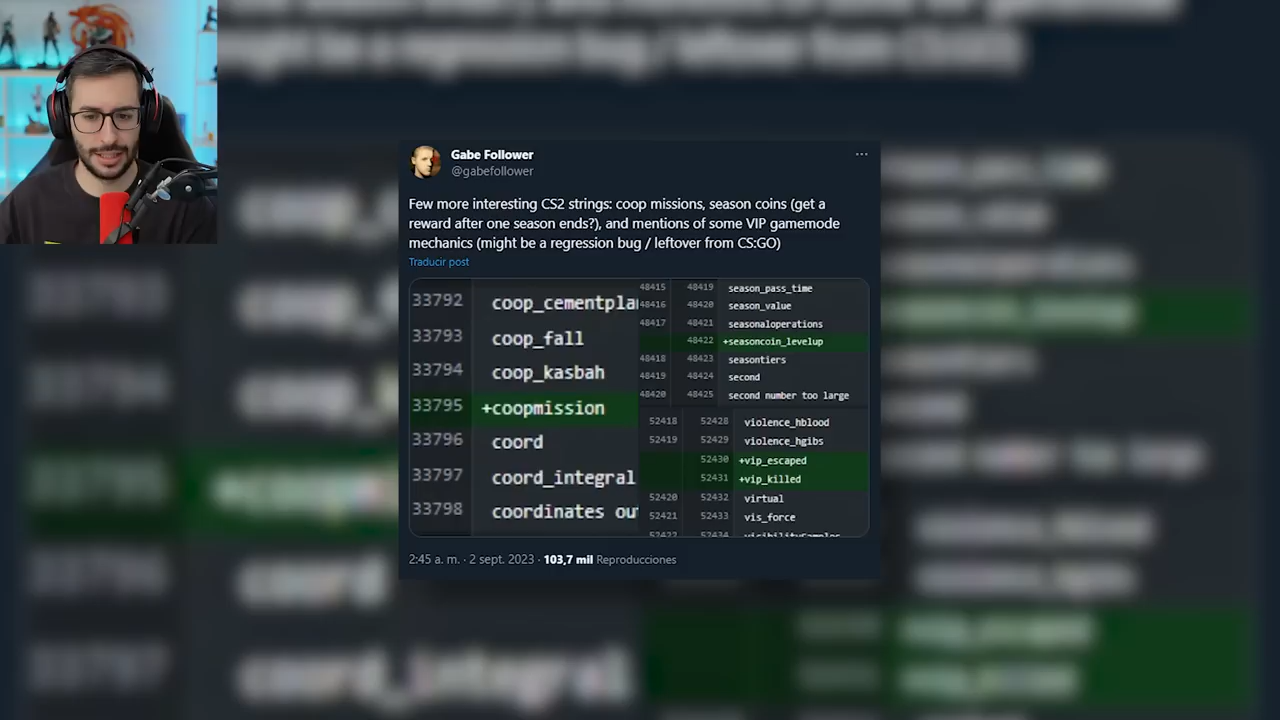 Gabe Follower
@gabefollower
Few more interesting CS2 strings: coop missions, season coins (get a
reward after one season ends?), and mentions of some VIP gamemode
mechanics (might be a regression bug / leftover from CS:GO)
Traducir post
33792 coop_cementpla
33793 coop_fall
33794 coop_kasbah
33795 +coopmission
33796 coord
33797 coord_integral
33798 coordinates ou
48415 48419 season_pass_time
48416 48420 season_value
48417 48421 seasonaloperations
48422 +seasoncoin_levelup
48418 48423 seasontiers
48419 48424 second
48420 48425 second number too large
52418 52428 violence_hblood
52419 52429 violence_hgibs
52430 +vip_escaped
52431 +vip_killed
52420 52432 virtual
52421 52433 vis_force
52422 52434 visibilitySamples
2:45 a. m. · 2 sept. 2023 · 103,7 mil Reproducciones